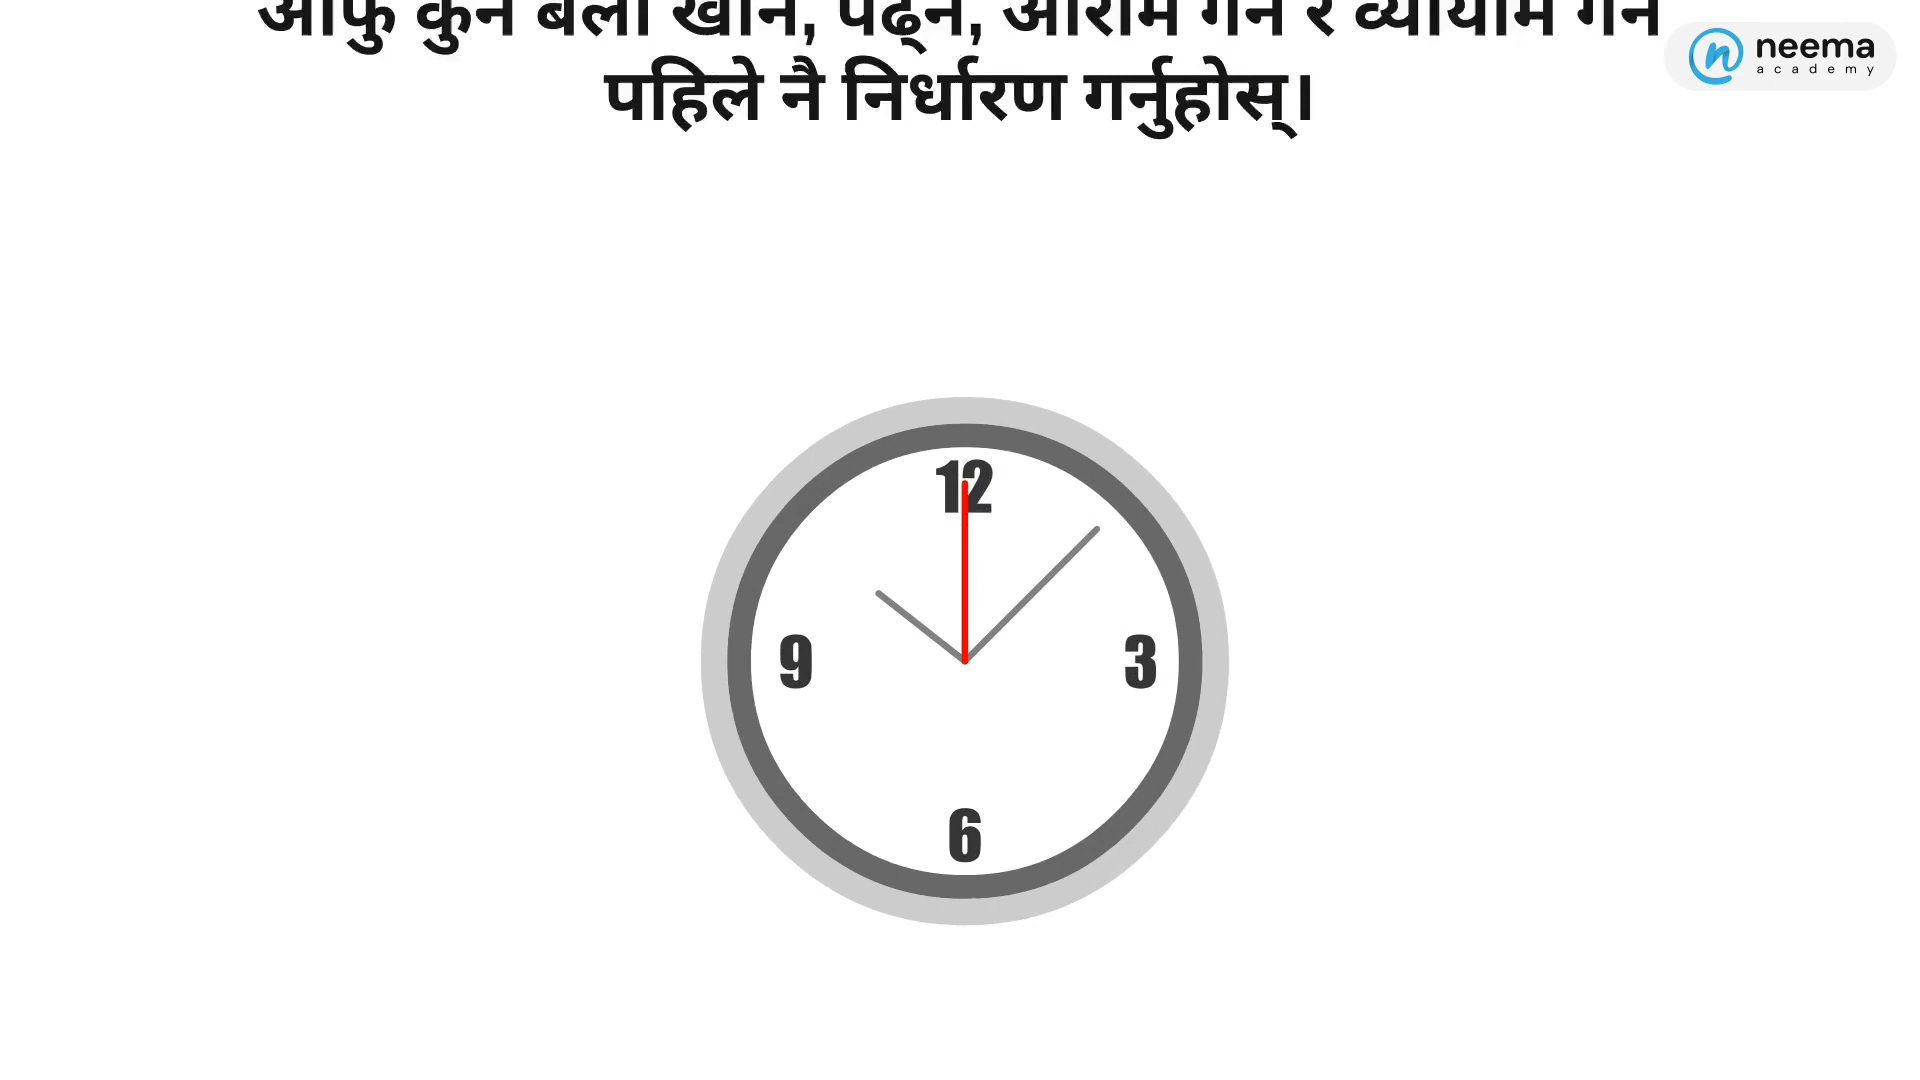 आफु कुन बेला खाने, पढ्ने, आराम गर्ने र व्यायाम गर्ने
पहिले नै निर्धारण गर्नुहोस्।
neema
academy
12
9
3
6